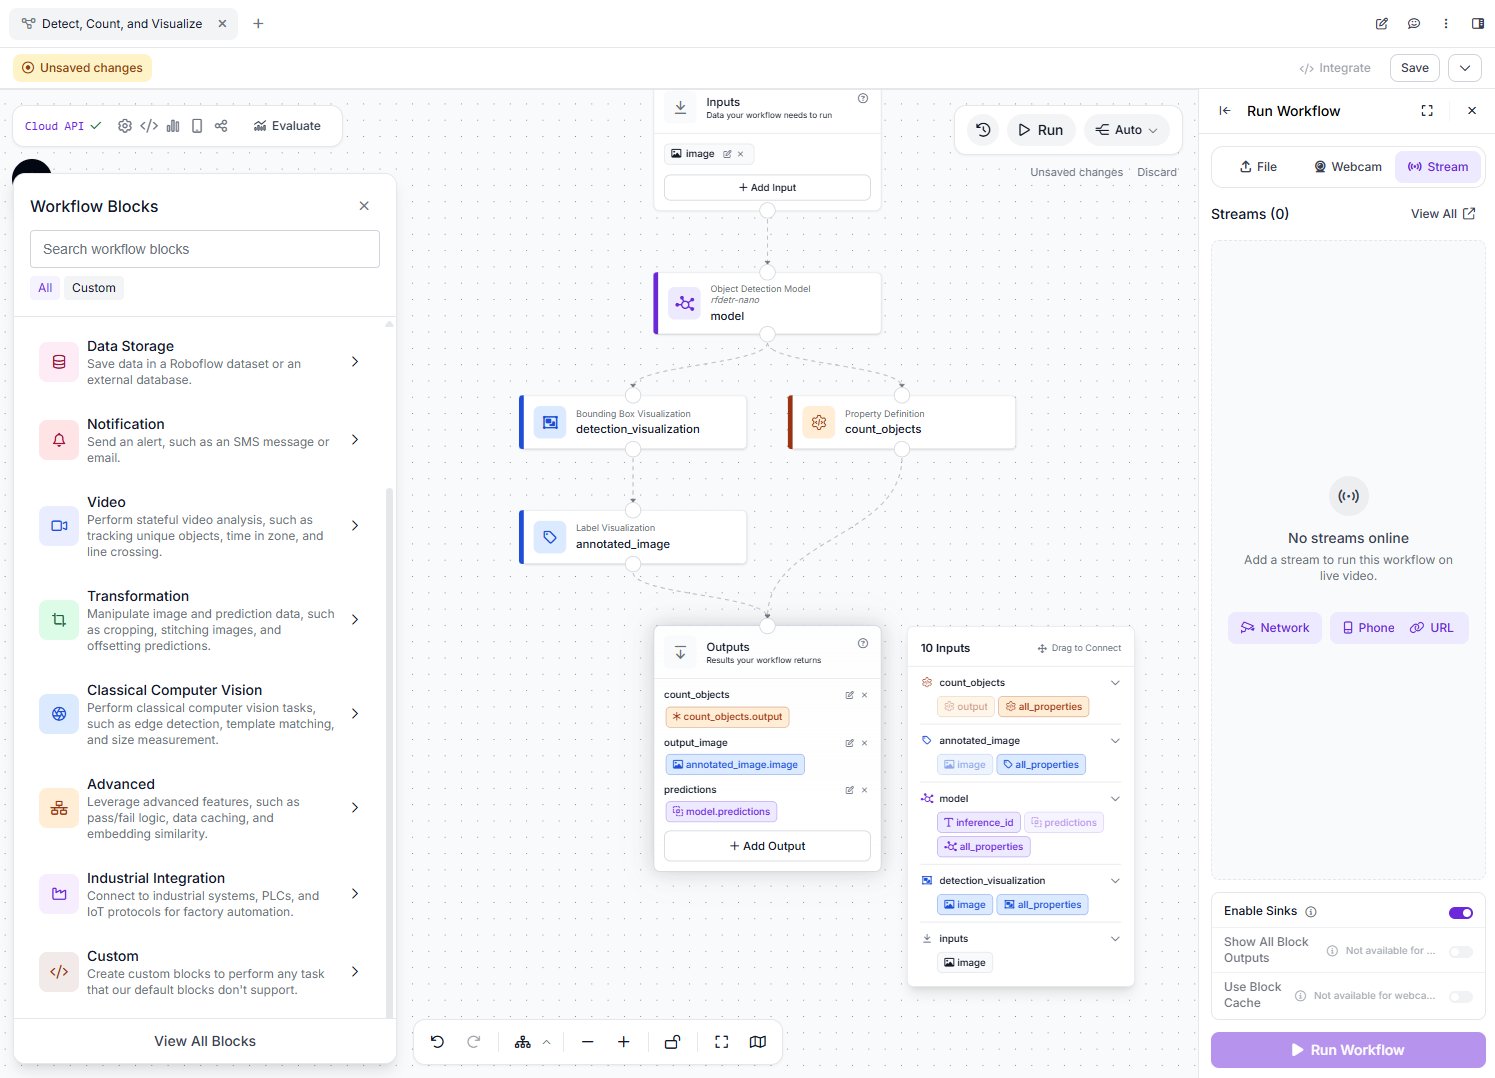 Detect, Count, and Visualize
Unsaved changes
Integrate
Save
Cloud API
Evaluate
Workflow Blocks
Search workflow blocks
All
Custom
Data Storage
Save data in a Roboflow dataset or an
external database.
Notification
Send an alert, such as an SMS message or
email.
Video
Perform stateful video analysis, such as
tracking unique objects, time in zone, and
line crossing.
Transformation
Manipulate image and prediction data, such
as cropping, stitching images, and
offsetting predictions.
Classical Computer Vision
Perform classical computer vision tasks,
such as edge detection, template matching,
and size measurement.
Advanced
Leverage advanced features, such as
pass/fail logic, data caching, and
embedding similarity.
Industrial Integration
Connect to industrial systems, PLCs, and
IoT protocols for factory automation.
Custom
Create custom blocks to perform any task
that our default blocks don't support.
View All Blocks
Inputs
Data your workflow needs to run
image
+ Add Input
Object Detection Model
rfdetr-nano
model
Bounding Box Visualization
detection_visualization
Property Definition
count_objects
Label Visualization
annotated_image
Outputs
Results your workflow returns
count_objects
count_objects.output
output_image
annotated_image.image
predictions
model.predictions
+ Add Output
Run
Auto
Unsaved changes
Discard
10 Inputs
Drag to Connect
count_objects
output
all_properties
annotated_image
image
all_properties
model
inference_id
predictions
all_properties
detection_visualization
image
all_properties
inputs
image
Run Workflow
File
Webcam
Stream
Streams (0)
View All
No streams online
Add a stream to run this workflow on
live video.
Network
Phone
URL
Enable Sinks
Show All Block
Outputs
Not available for ...
Use Block
Cache
Not available for webca...
Run Workflow